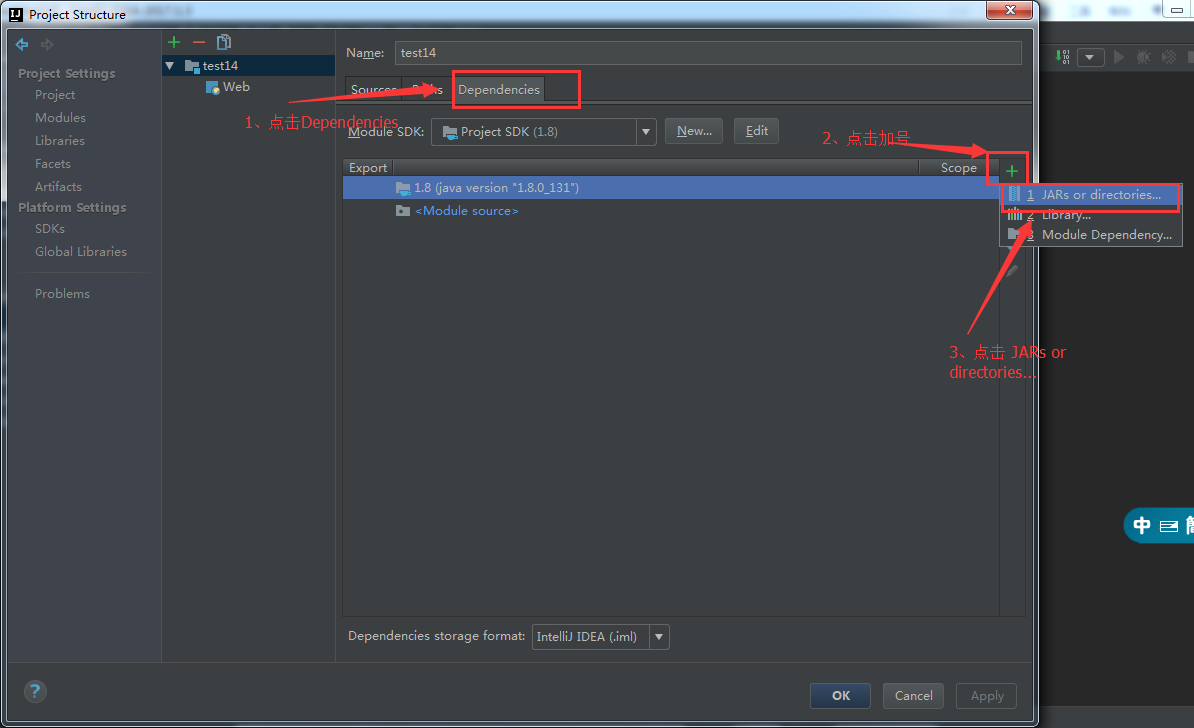 Project Structure
Project Settings
Project
Modules
Libraries
Facets
Artifacts
Platform Settings
SDKs
Global Libraries
Problems
test14
Web
Name: test14
Sources Paths Dependencies
1、点击Dependencies
Module SDK: Project SDK (1.8) New... Edit
2、点击加号
Export Scope
1.8 (java version "1.8.0_131")
<Module source>
1 JARs or directories...
2 Library...
3 Module Dependency...
3、点击 JARs or
directories...
中
Dependencies storage format: IntelliJ IDEA (.iml)
? OK Cancel Apply